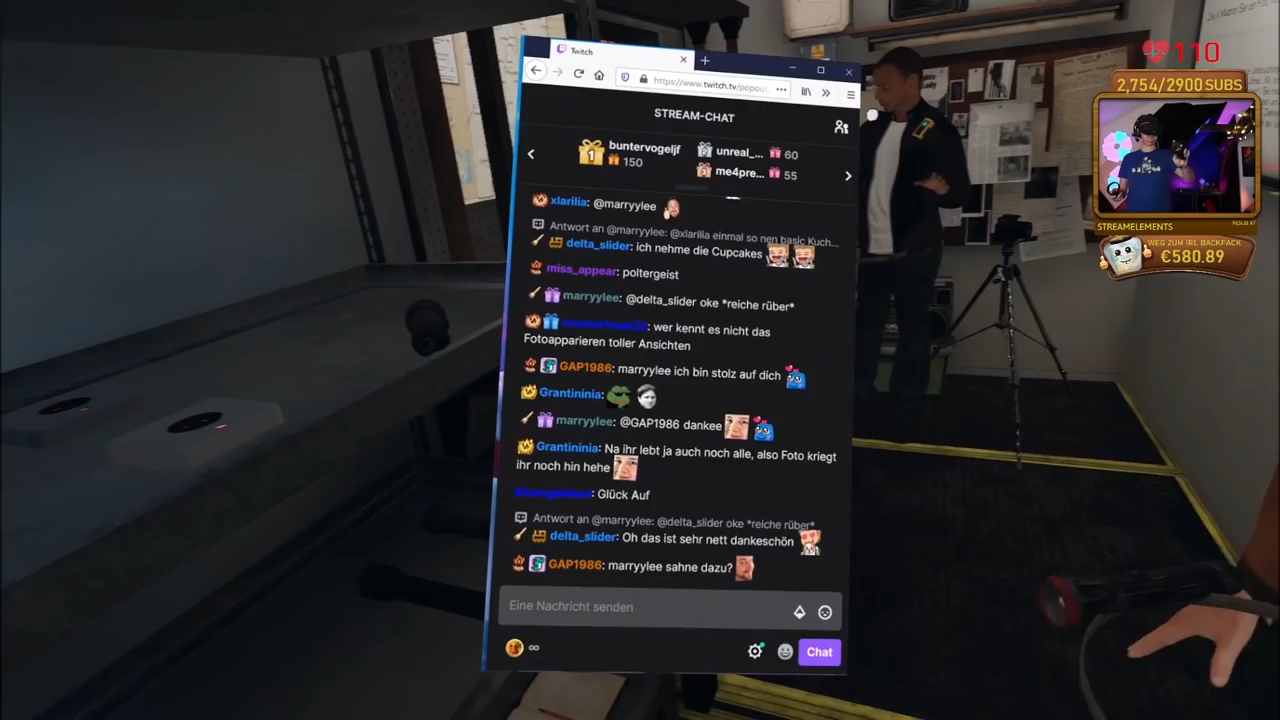 Twitch
https://www.twitch.tv/popout
110
2,754/2900 SUBS
STREAM-CHAT
buntervogeljf
150
unreal_... 60
me4pre... 55
STREAMELEMENTS
WEG ZUM IRL BACKPACK
€580.89
xlarilia: @marryylee
Antwort an @marryylee: @xlarilia einmal so nen basic Kuch...
delta_slider: ich nehme die Cupcakes
miss_appear: poltergeist
marryylee: @delta_slider oke *reiche rüber*
wer kennt es nicht das
Fotoapparieren toller Ansichten
GAP1986: marryylee ich bin stolz auf dich
Grantininia:
marryylee: @GAP1986 dankee
Grantininia: Na ihr lebt ja auch noch alle, also Foto kriegt
ihr noch hin hehe
Glück Auf
Antwort an @marryylee: @delta_slider oke *reiche rüber*
delta_slider: Oh das ist sehr nett dankeschön
GAP1986: marryylee sahne dazu?
Eine Nachricht senden
Chat